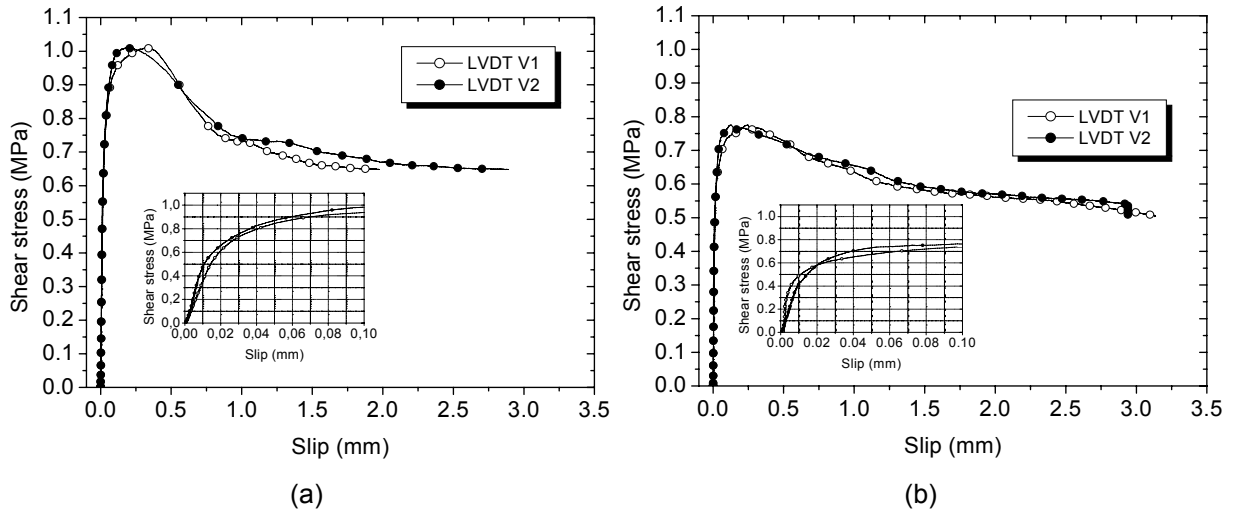 1.1
1.0
0.9
0.8
0.7
0.6
0.5
0.4
0.3
0.2
0.1
0.0
Shear stress (MPa)
LVDT V1
LVDT V2
1,0
0,8
0,6
0,4
0,2
0,0
Shear stress (MPa)
0,00 0,02 0,04 0,06 0,08 0,10
Slip (mm)
0.0 0.5 1.0 1.5 2.0 2.5 3.0 3.5
Slip (mm)
(a)
1.1
1.0
0.9
0.8
0.7
0.6
0.5
0.4
0.3
0.2
0.1
0.0
Shear stress (MPa)
LVDT V1
LVDT V2
1.0
0.8
0.6
0.4
0.2
0.0
Shear stress (MPa)
0.00 0.02 0.04 0.06 0.08 0.10
Slip (mm)
0.0 0.5 1.0 1.5 2.0 2.5 3.0 3.5
Slip (mm)
(b)